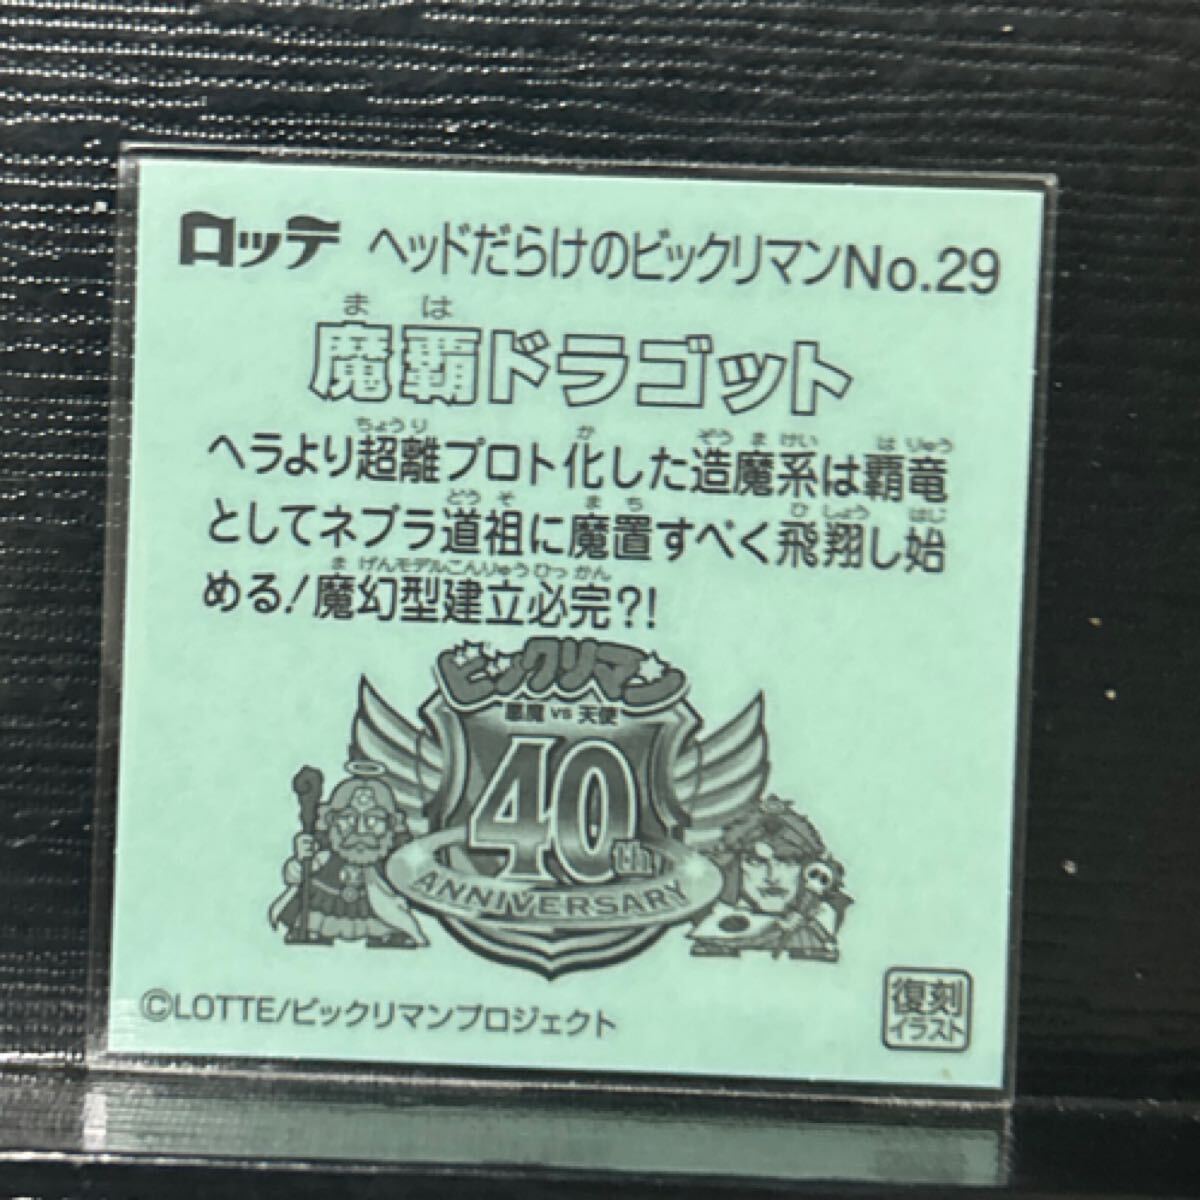 ロッテ ヘッドだらけのビックリマンNo.29
まは
魔覇ドラゴット
ちょうり か ぞう ま けい は りゅう
ヘラより超離プロト化した造魔系は覇竜
どう そ ま ち ひ しょう はじ
としてネブラ道祖に魔置すべく飛翔し始
ま げんモデルこんりゅう ひっ かん
める!魔幻型建立必完?!
ビックリマン
悪魔 VS 天使
40th
ANNIVERSARY
©LOTTE/ビックリマンプロジェクト
復刻
イラスト